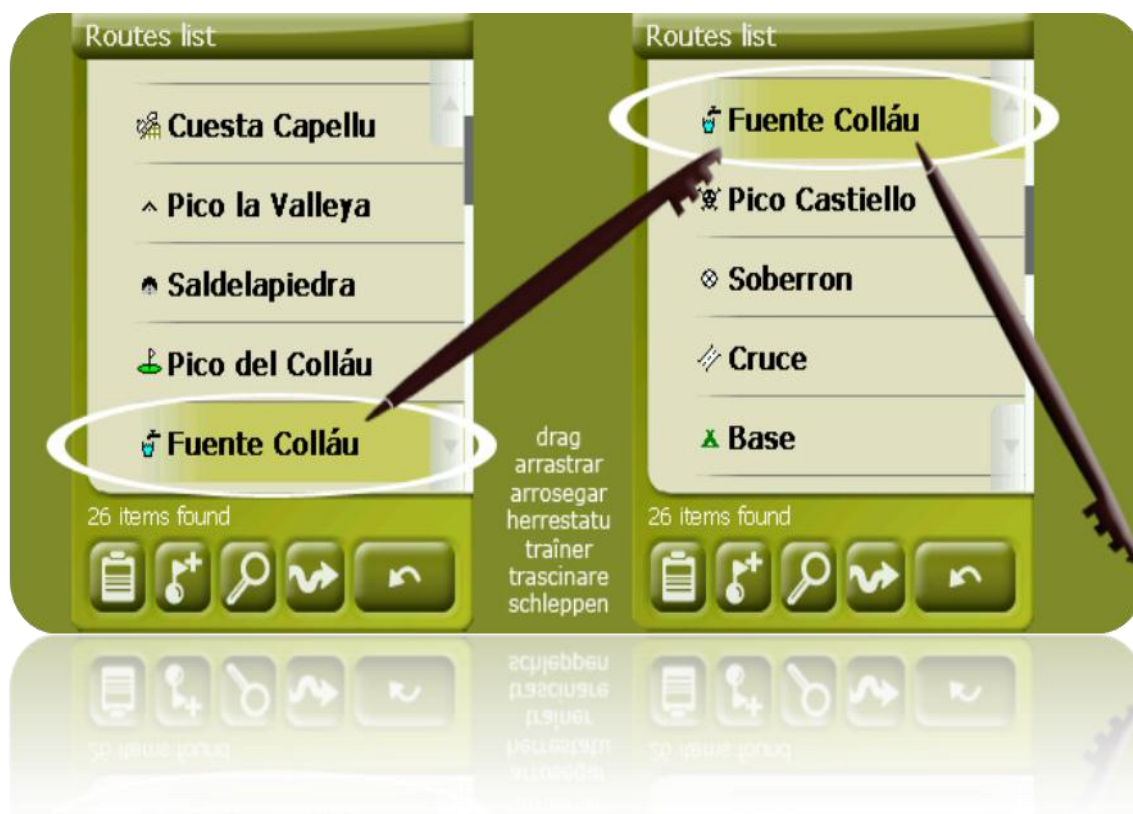 Routes list
Cuesta Capellu
Pico la Valleya
Saldelapiedra
Pico del Colláu
Fuente Colláu
26 items found
drag
arrastrar
arrosegar
herrestatu
traîner
trascinare
schleppen
Routes list
Fuente Colláu
Pico Castiello
Soberron
Cruce
Base
26 items found